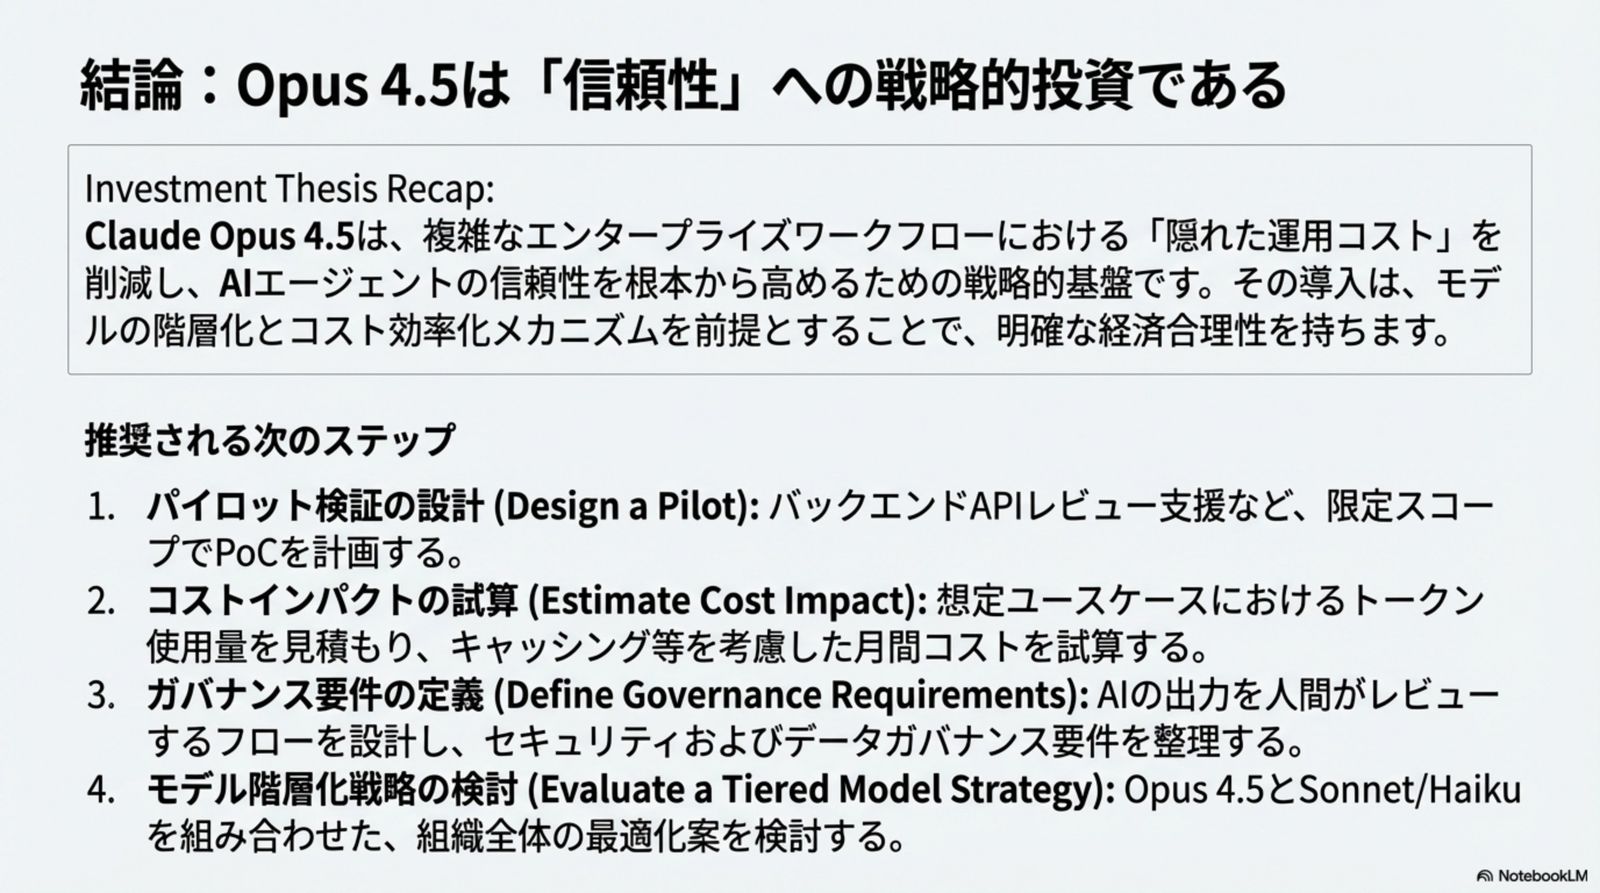 結論：Opus 4.5は「信頼性」への戦略的投資である
Investment Thesis Recap:
Claude Opus 4.5は、複雑なエンタープライズワークフローにおける「隠れた運用コスト」を
削減し、AIエージェントの信頼性を根本から高めるための戦略的基盤です。その導入は、モデ
ルの階層化とコスト効率化メカニズムを前提とすることで、明確な経済合理性を持ちます。
推奨される次のステップ
1. パイロット検証の設計 (Design a Pilot): バックエンドAPIレビュー支援など、限定スコー
プでPoCを計画する。
2. コストインパクトの試算 (Estimate Cost Impact): 想定ユースケースにおけるトークン
使用量を見積もり、キャッシング等を考慮した月間コストを試算する。
3. ガバナンス要件の定義 (Define Governance Requirements): AIの出力を人間がレビュー
するフローを設計し、セキュリティおよびデータガバナンス要件を整理する。
4. モデル階層化戦略の検討 (Evaluate a Tiered Model Strategy): Opus 4.5とSonnet/Haiku
を組み合わせた、組織全体の最適化案を検討する。
NotebookLM